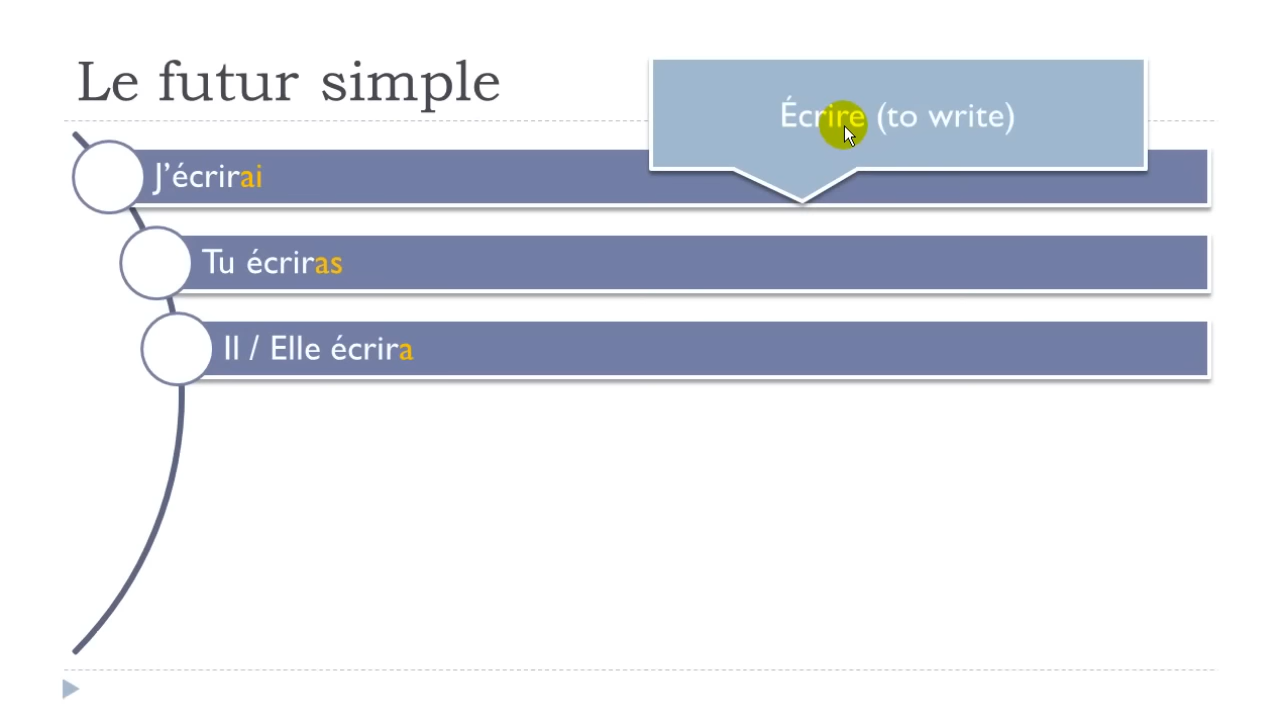 Le futur simple
Écrire (to write)
J’écrirai
Tu écriras
Il / Elle écrira